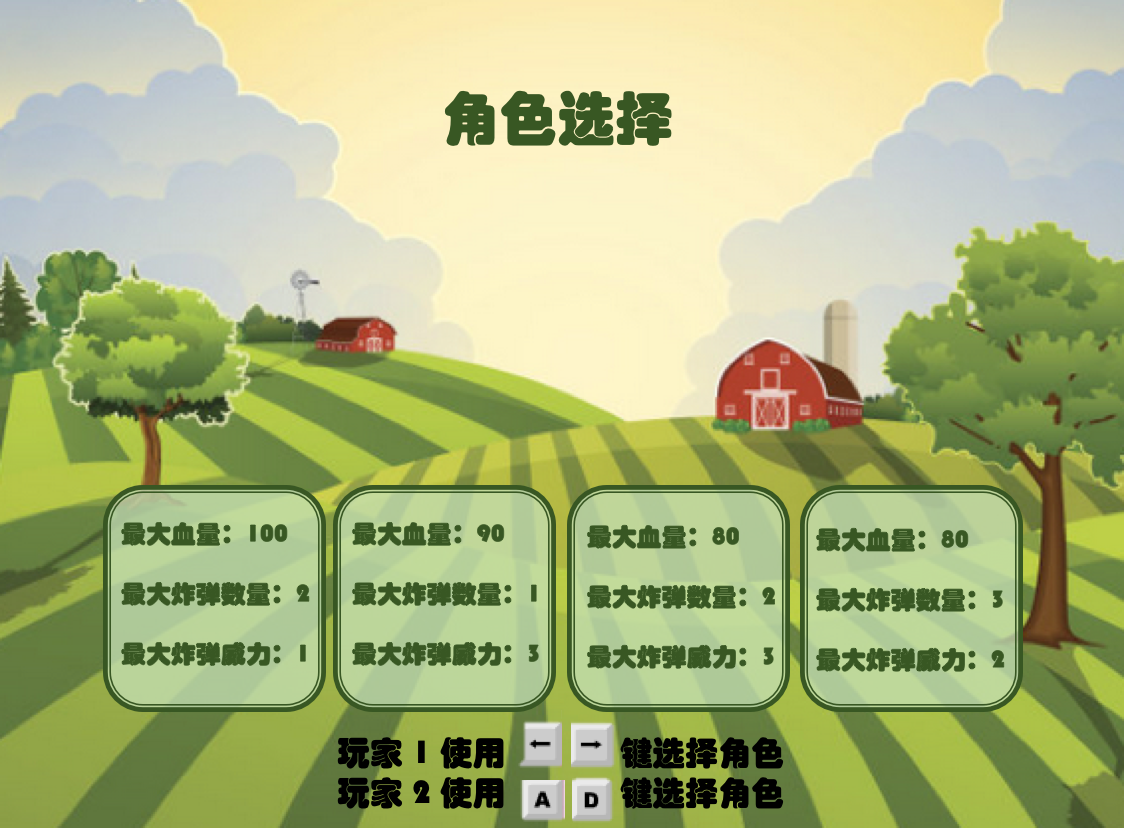 角色选择
最大血量：100
最大炸弹数量：2
最大炸弹威力：1
最大血量：90
最大炸弹数量：1
最大炸弹威力：3
最大血量：80
最大炸弹数量：2
最大炸弹威力：3
最大血量：80
最大炸弹数量：3
最大炸弹威力：2
玩家 1 使用 ← → 键选择角色
玩家 2 使用 A D 键选择角色